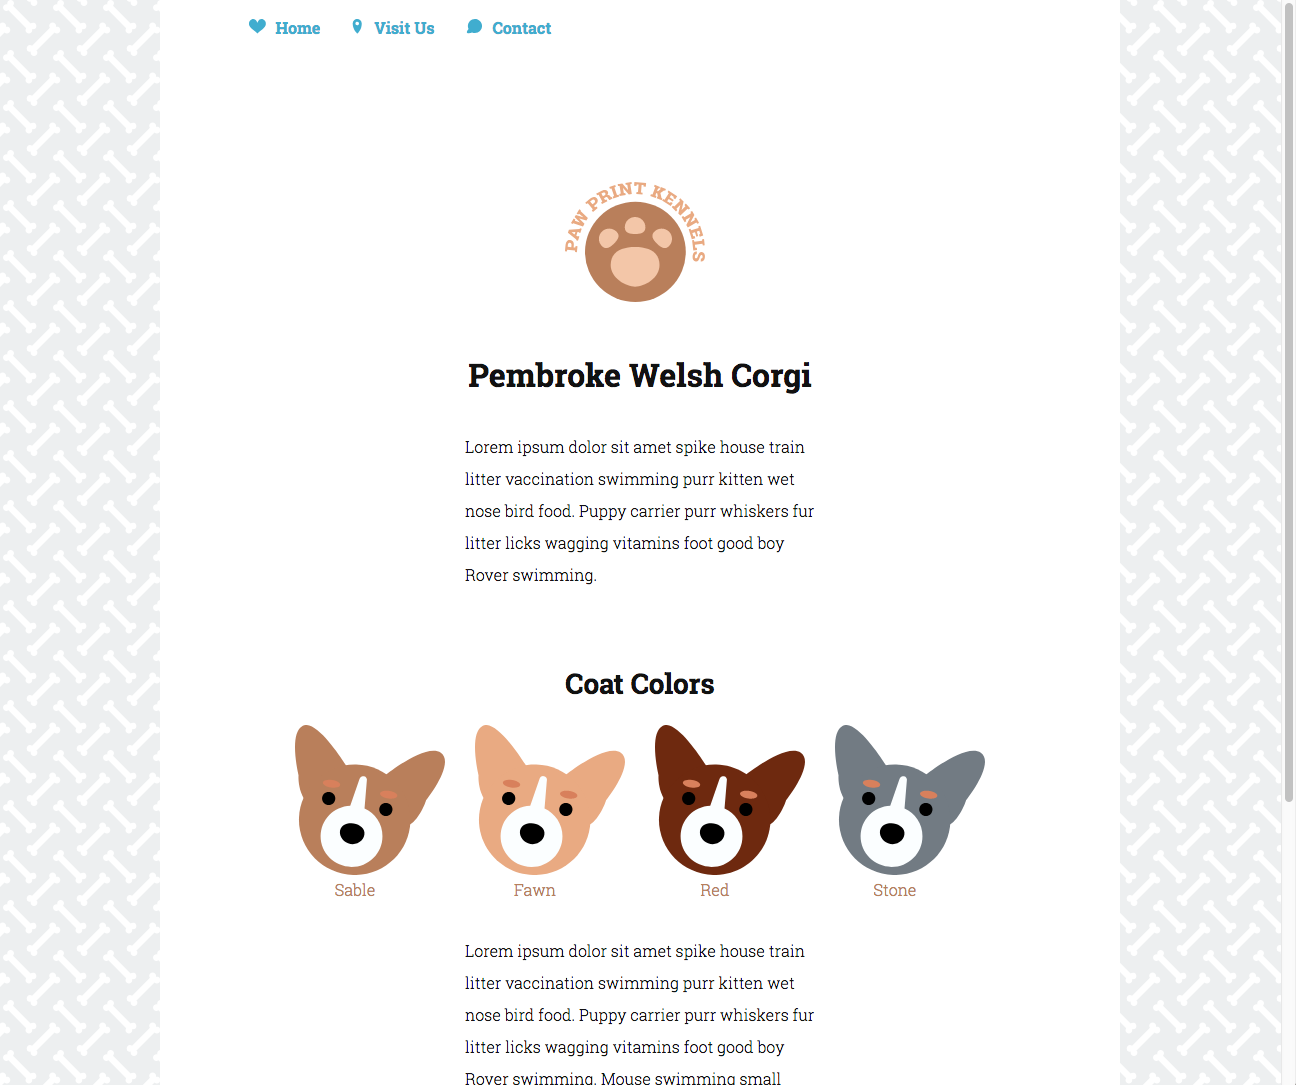 Home Visit Us Contact
PAW PRINT KENNELS
Pembroke Welsh Corgi
Lorem ipsum dolor sit amet spike house train
litter vaccination swimming purr kitten wet
nose bird food. Puppy carrier purr whiskers fur
litter licks wagging vitamins foot good boy
Rover swimming.
Coat Colors
Sable Fawn Red Stone
Lorem ipsum dolor sit amet spike house train
litter vaccination swimming purr kitten wet
nose bird food. Puppy carrier purr whiskers fur
litter licks wagging vitamins foot good boy
Rover swimming. Mouse swimming small